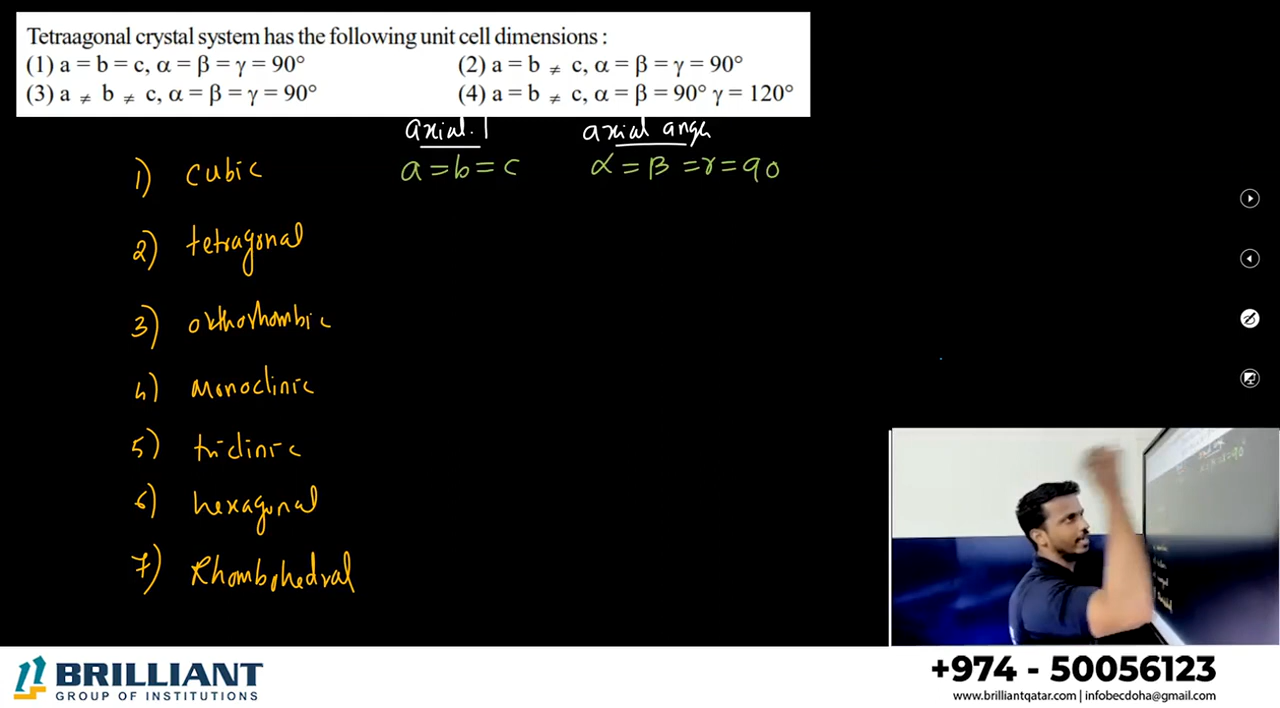 Tetraagonal crystal system has the following unit cell dimensions :
(1) a = b = c, α = β = γ = 90° (2) a = b ≠ c, α = β = γ = 90°
(3) a ≠ b ≠ c, α = β = γ = 90° (4) a = b ≠ c, α = β = 90° γ = 120°
axial. l axial angle
1) cubic a = b = c α = β = γ = 90
2) tetragonal
3) orthorhombic
4) Monoclinic
5) triclinic
6) hexagonal
7) Rhombohedral
BRILLIANT
GROUP OF INSTITUTIONS
+974 - 50056123
www.brilliantqatar.com | infobecdoha@gmail.com